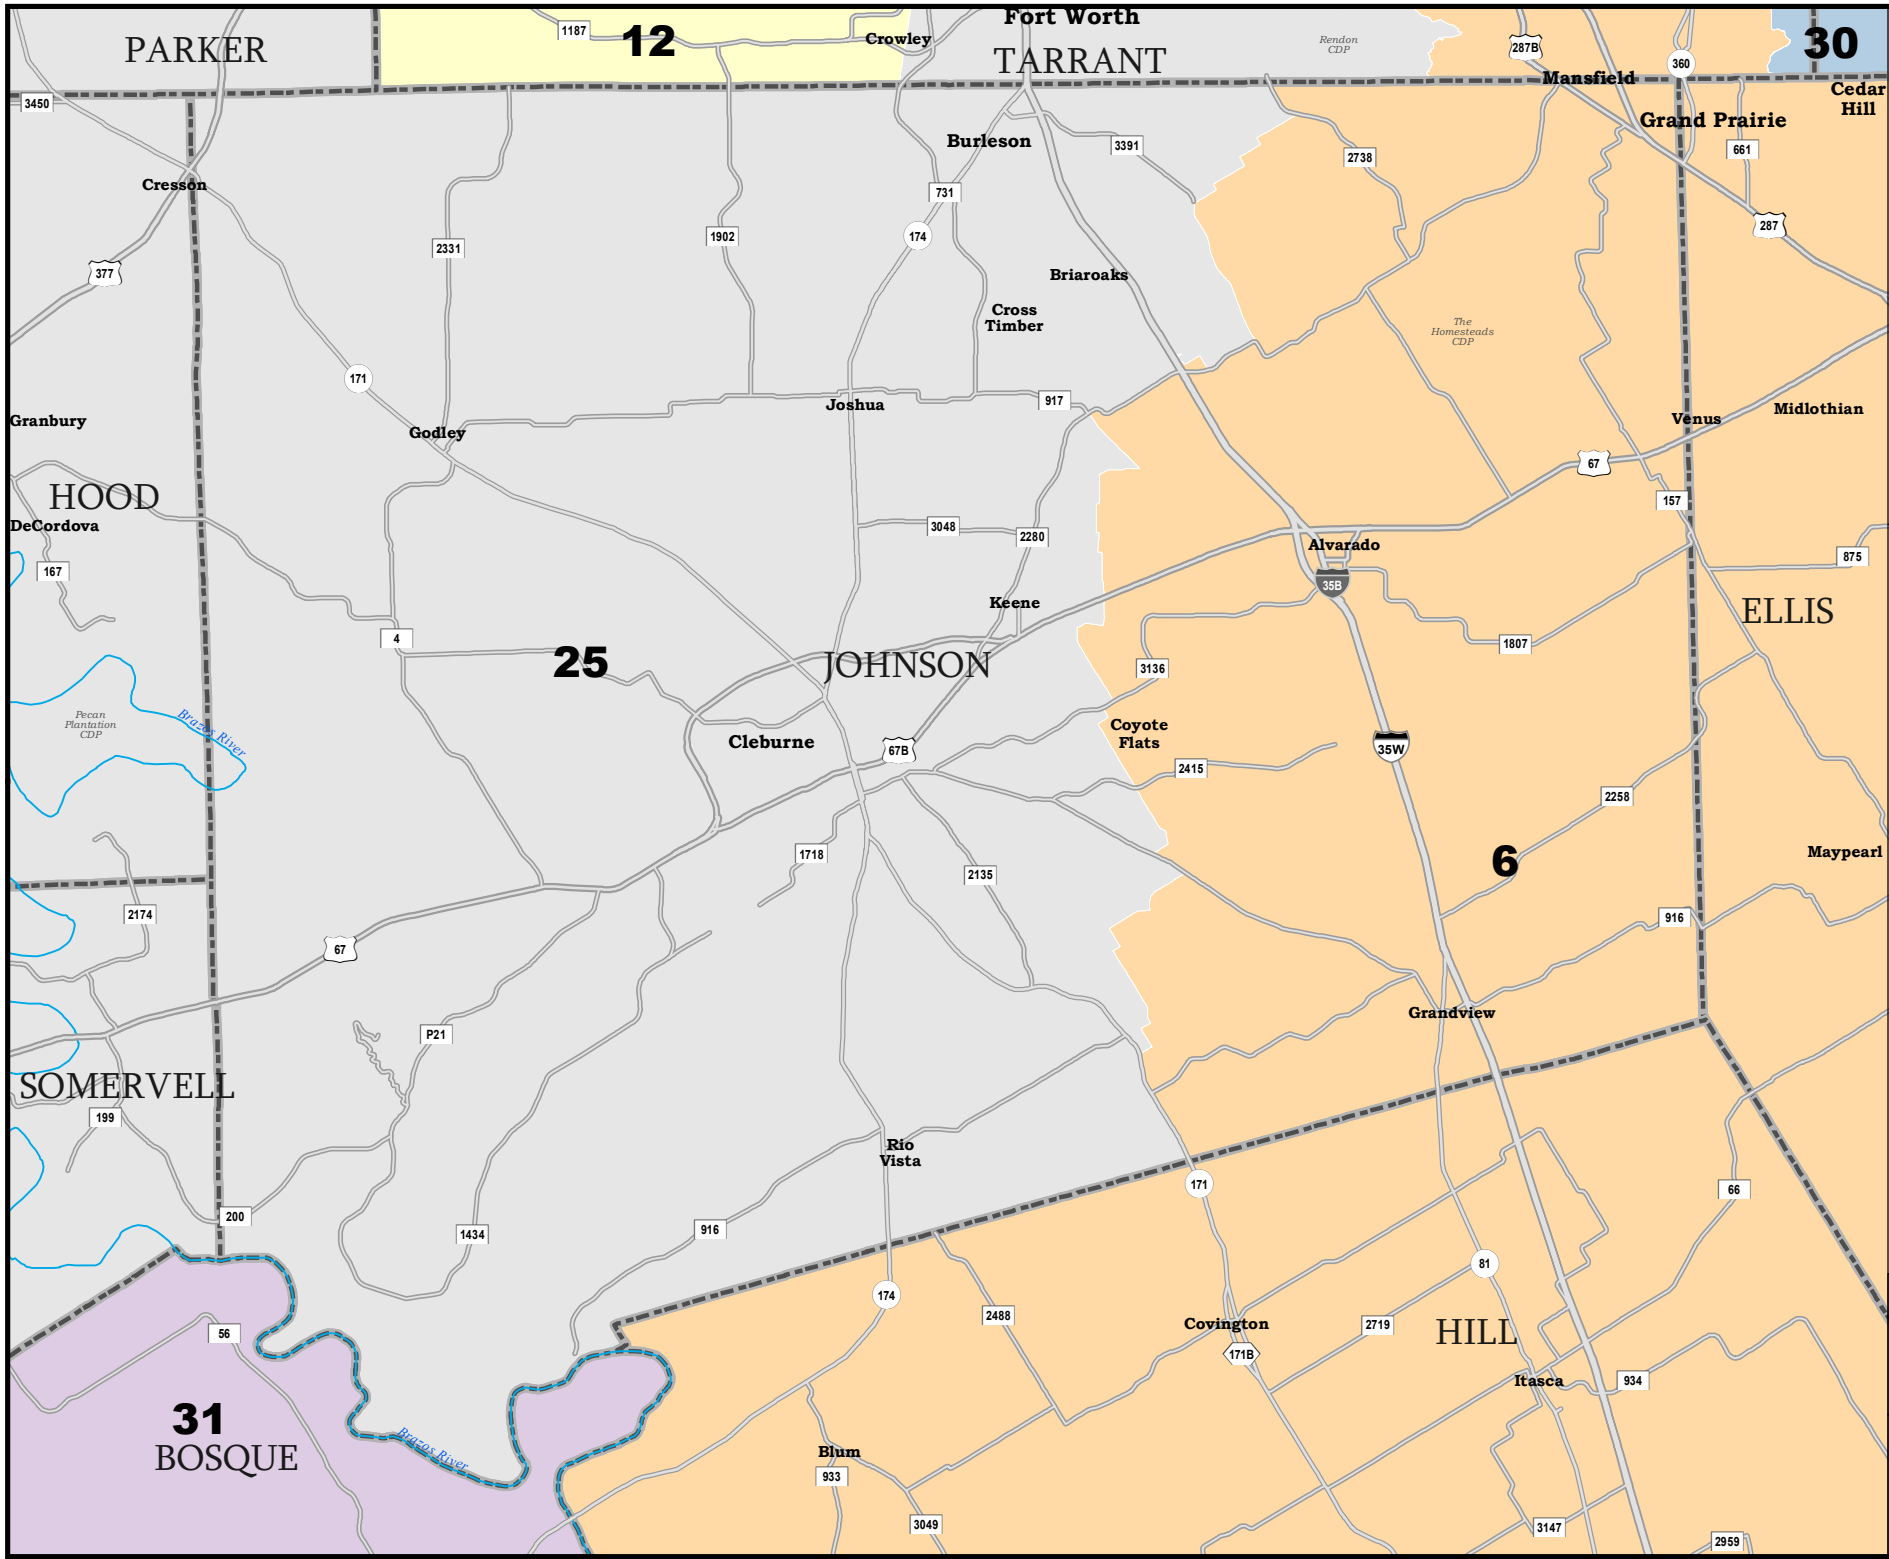 Fort Worth
1187
12
Crowley
PARKER
TARRANT
Rendon
CDP
287B
360
30
Mansfield
Cedar
Hill
3450
Grand Prairie
Burleson
3391
2738
661
Cresson
731
174
1902
2331
287
377
Briaroaks
Cross
Timber
The
Homesteads
CDP
171
917
Joshua
Granbury
Godley
Venus
Midlothian
67
HOOD
157
DeCordova
3048
2280
Alvarado
875
167
35B
Keene
ELLIS
4
1807
25
JOHNSON
3136
Pecan
Plantation
CDP
Brazos River
Cleburne
67B
Coyote
Flats
35W
2415
2258
1718
2135
6
Maypearl
2174
916
67
Grandview
P21
SOMERVELL
199
Rio
Vista
171
66
200
1434
916
81
174
2488
Covington
2719
HILL
56
171B
Itasca
934
31
BOSQUE
Brazos River
Blum
933
3049
3147
2959